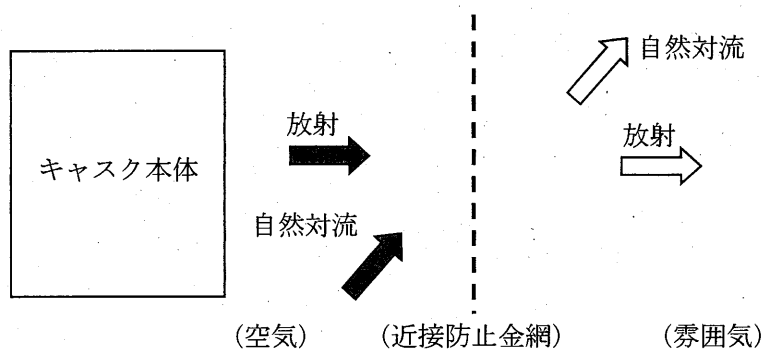 自然対流
放射
放射
キャスク本体
自然対流
(空気)
(近接防止金網)
(雰囲気)